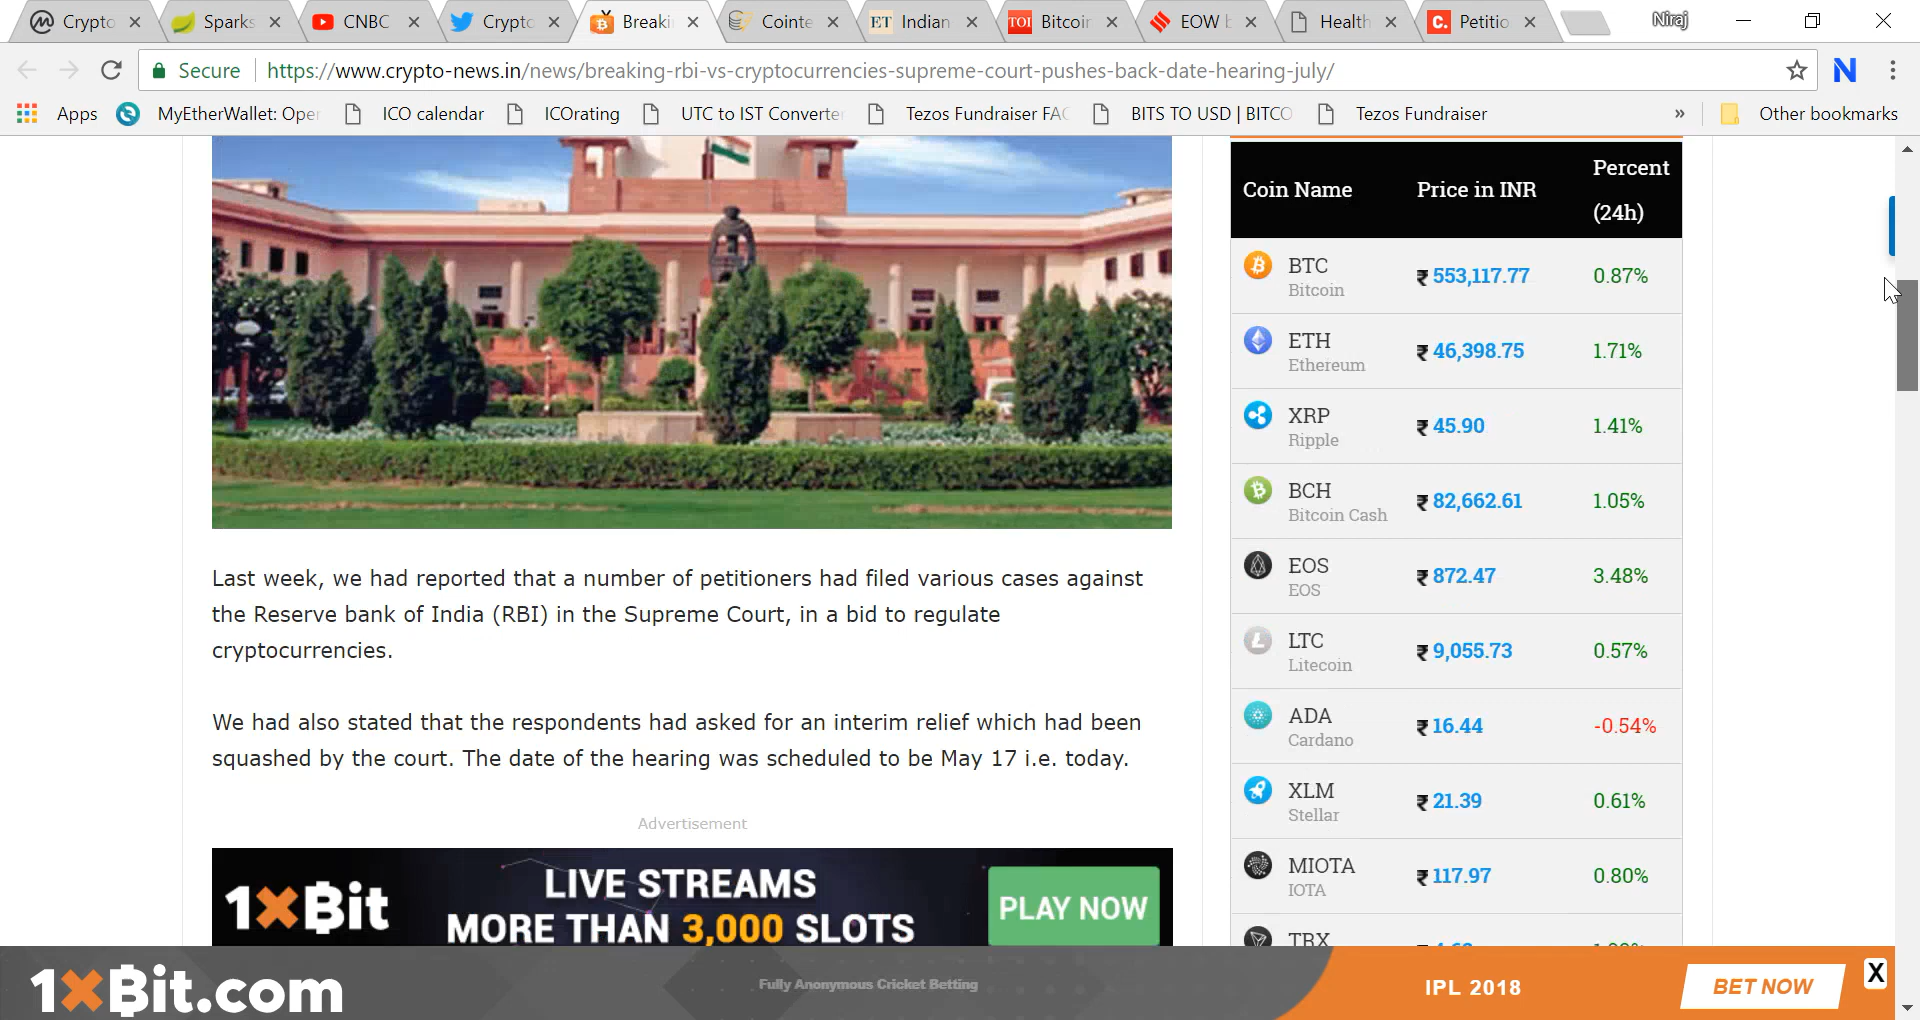 Crypto
Sparks
CNBC
Crypto
Breaki
Cointe
ET Indian
TOI Bitcoin
EOW b
Health
C. Petitio
Niraj
Secure https://www.crypto-news.in/news/breaking-rbi-vs-cryptocurrencies-supreme-court-pushes-back-date-hearing-july/
N
Apps
MyEtherWallet: Oper
ICO calendar
ICOrating
UTC to IST Converte
Tezos Fundraiser FAC
BITS TO USD | BITCO
Tezos Fundraiser
»
Other bookmarks
Last week, we had reported that a number of petitioners had filed various cases against
the Reserve bank of India (RBI) in the Supreme Court, in a bid to regulate
cryptocurrencies.
We had also stated that the respondents had asked for an interim relief which had been
squashed by the court. The date of the hearing was scheduled to be May 17 i.e. today.
Advertisement
1xBit
LIVE STREAMS
MORE THAN 3,000 SLOTS
PLAY NOW
Coin Name Price in INR Percent
(24h)
BTC ₹ 553,117.77 0.87%
Bitcoin
ETH ₹ 46,398.75 1.71%
Ethereum
XRP ₹ 45.90 1.41%
Ripple
BCH ₹ 82,662.61 1.05%
Bitcoin Cash
EOS ₹ 872.47 3.48%
EOS
LTC ₹ 9,055.73 0.57%
Litecoin
ADA ₹ 16.44 -0.54%
Cardano
XLM ₹ 21.39 0.61%
Stellar
MIOTA ₹ 117.97 0.80%
IOTA
TRX
1xBit.com
Fully Anonymous Cricket Betting
IPL 2018
BET NOW
X